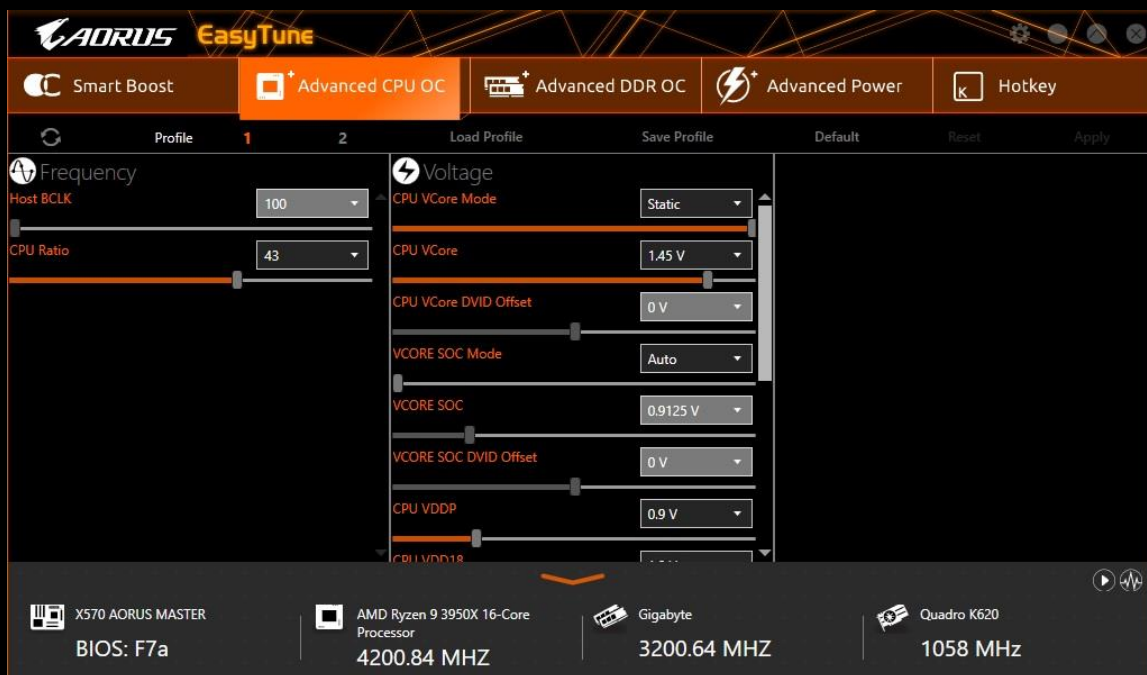 AORUS EasyTune
Smart Boost
Advanced CPU OC
Advanced DDR OC
Advanced Power
K Hotkey
Profile 1 2 Load Profile Save Profile Default Reset Apply
Frequency
Host BCLK 100
CPU Ratio 43
Voltage
CPU VCore Mode Static
CPU VCore 1.45 V
CPU VCore DVID Offset 0 V
VCORE SOC Mode Auto
VCORE SOC 0.9125 V
VCORE SOC DVID Offset 0 V
CPU VDDP 0.9 V
CPU VDD18
X570 AORUS MASTER
BIOS: F7a
AMD Ryzen 9 3950X 16-Core
Processor
4200.84 MHZ
Gigabyte
3200.64 MHZ
Quadro K620
1058 MHz